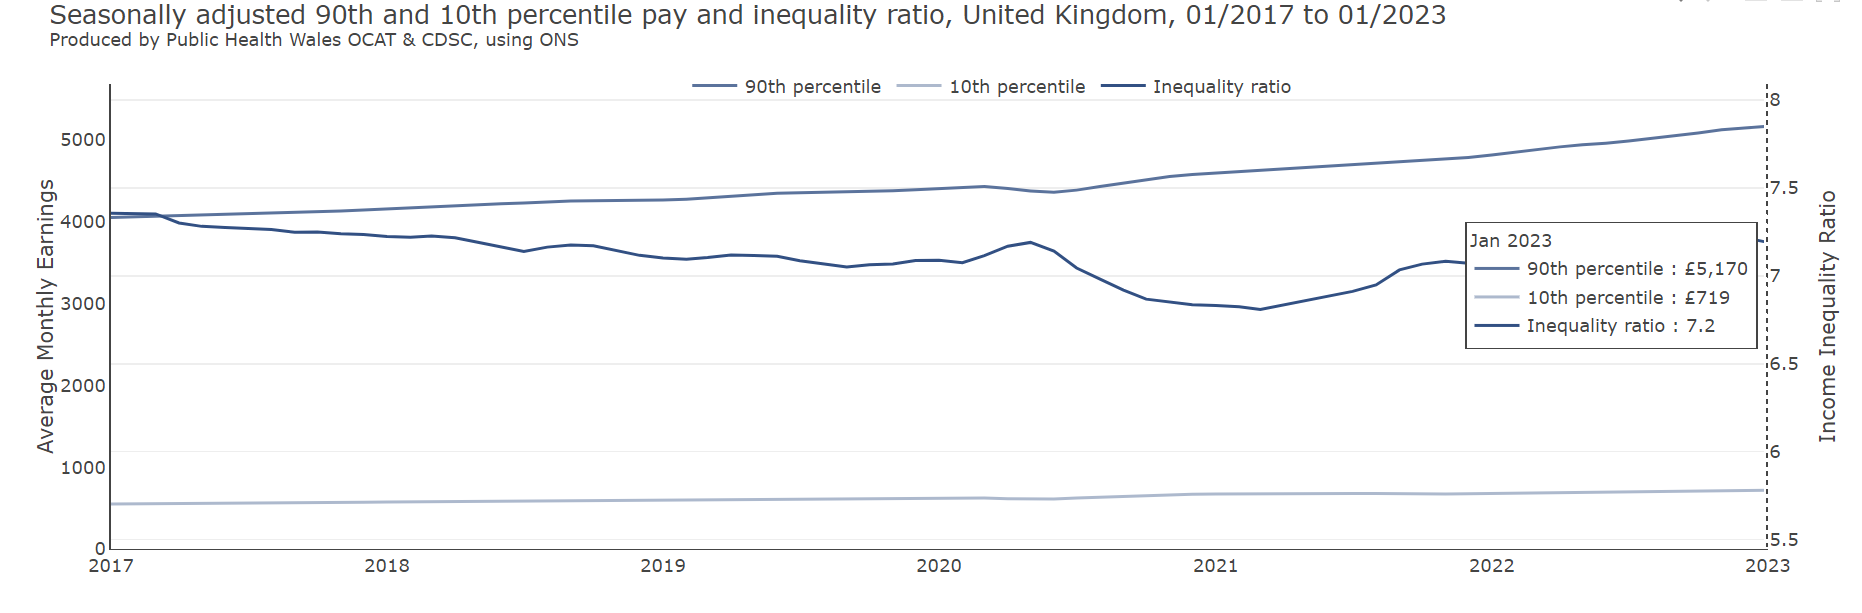 Seasonally adjusted 90th and 10th percentile pay and inequality ratio, United Kingdom, 01/2017 to 01/2023
Produced by Public Health Wales OCAT & CDSC, using ONS
90th percentile
10th percentile
Inequality ratio
Average Monthly Earnings
5000
4000
3000
2000
1000
0
2017
2018
2019
2020
2021
2022
2023
8
7.5
7
6.5
6
5.5
Income Inequality Ratio
Jan 2023
90th percentile : £5,170
10th percentile : £719
Inequality ratio : 7.2